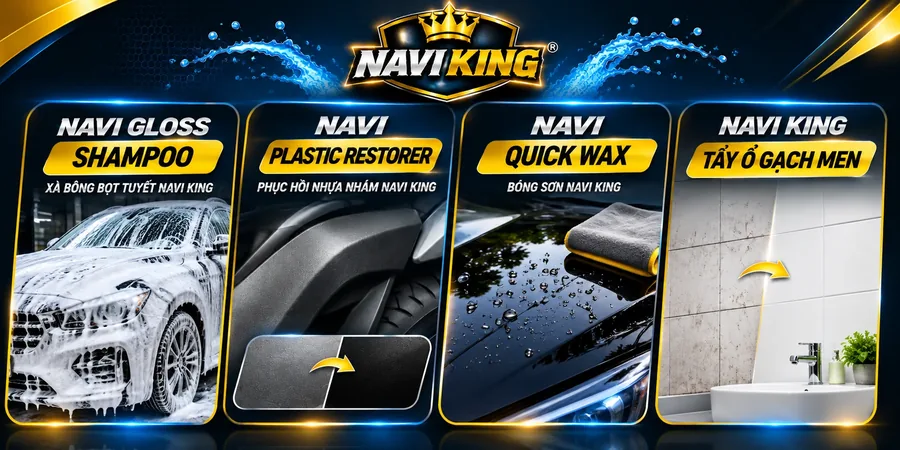 NAVI KING®
NAVI GLOSS
SHAMPOO
XÀ BÔNG BỌT TUYẾT NAVI KING
NAVI
PLASTIC RESTORER
PHỤC HỒI NHỰA NHÁM NAVI KING
NAVI
QUICK WAX
BÓNG SƠN NAVI KING
NAVI KING
TẨY Ổ GẠCH MEN